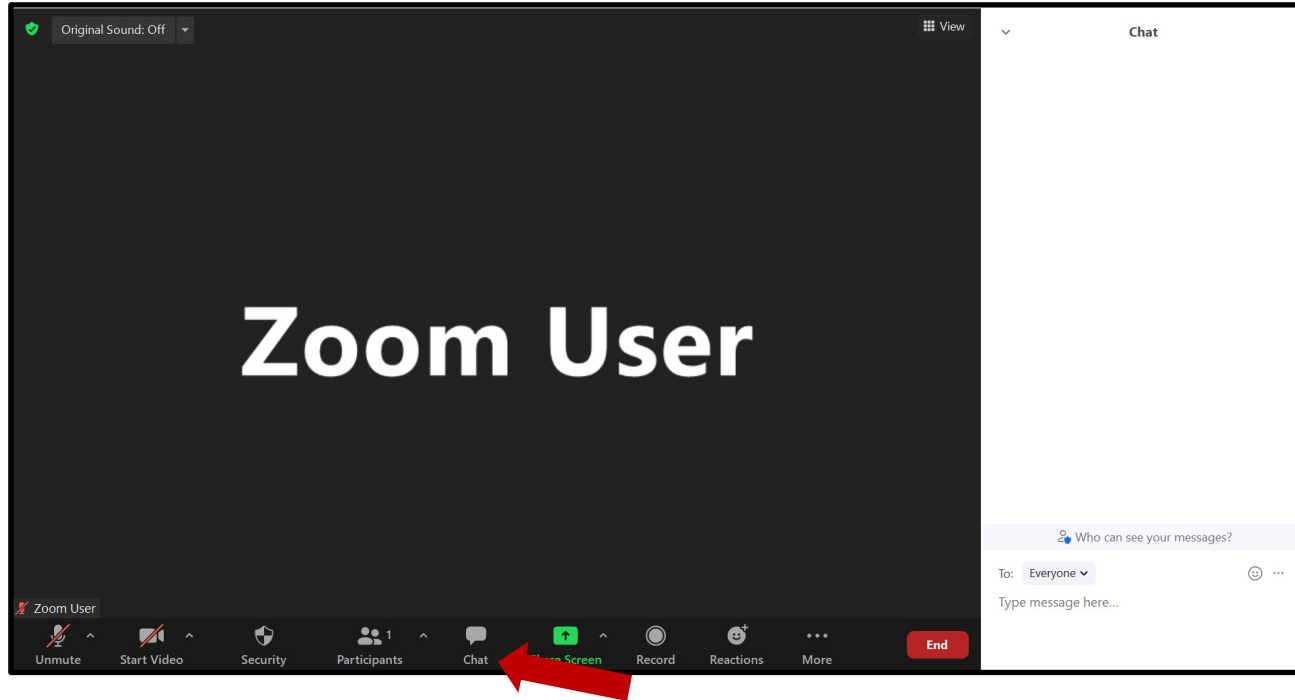 Original Sound: Off
View
Chat
Zoom User
Who can see your messages?
To: Everyone
Type message here...
Zoom User
1
Unmute Start Video Security Participants Chat Screen Record Reactions More End